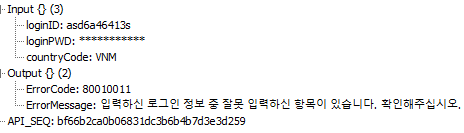 Input {} (3)
loginID: asd6a46413s
loginPWD: ***********
countryCode: VNM
Output {} (2)
ErrorCode: 80010011
ErrorMessage: 입력하신 로그인 정보 중 잘못 입력하신 항목이 있습니다. 확인해주십시오.
API_SEQ: bf66b2ca0b06831dc3b6b4b7d3e3d259